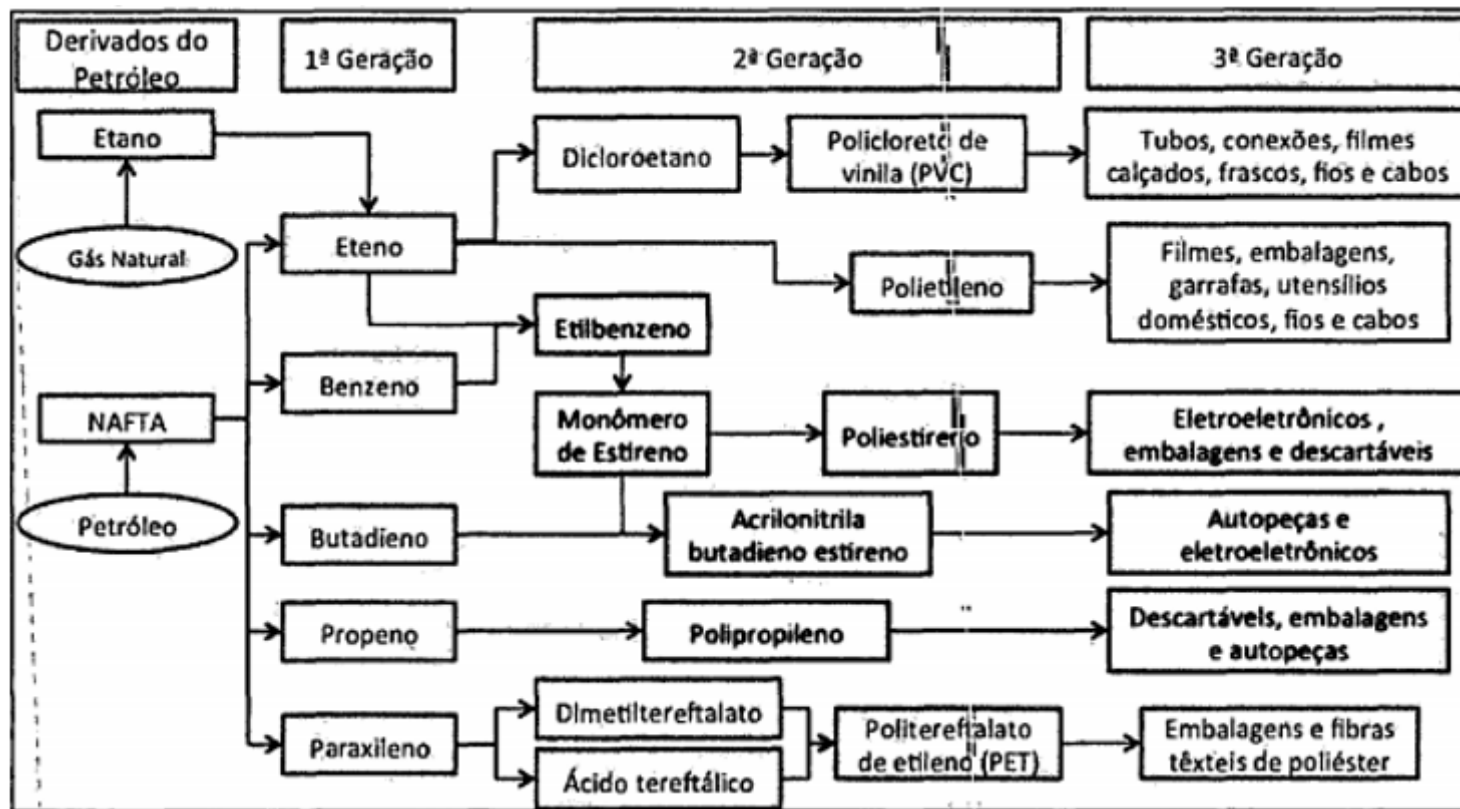 Derivados do
Petróleo
1ª Geração
2ª Geração
3ª Geração
Etano
Gás Natural
NAFTA
Petróleo
Eteno
Benzeno
Butadieno
Propeno
Paraxileno
Dicloroetano
Policloreto de
vinila (PVC)
Polietileno
Etilbenzeno
Monômero
de Estireno
Poliestireno
Acrilonitrila
butadieno estireno
Polipropileno
Dimetiltereftalato
Ácido tereftálico
Politereftalato
de etileno (PET)
Tubos, conexões, filmes
calçados, frascos, fios e cabos
Filmes, embalagens,
garrafas, utensílios
domésticos, fios e cabos
Eletroeletrônicos ,
embalagens e descartáveis
Autopeças e
eletroeletrônicos
Descartáveis, embalagens
e autopeças
Embalagens e fibras
têxteis de poliéster